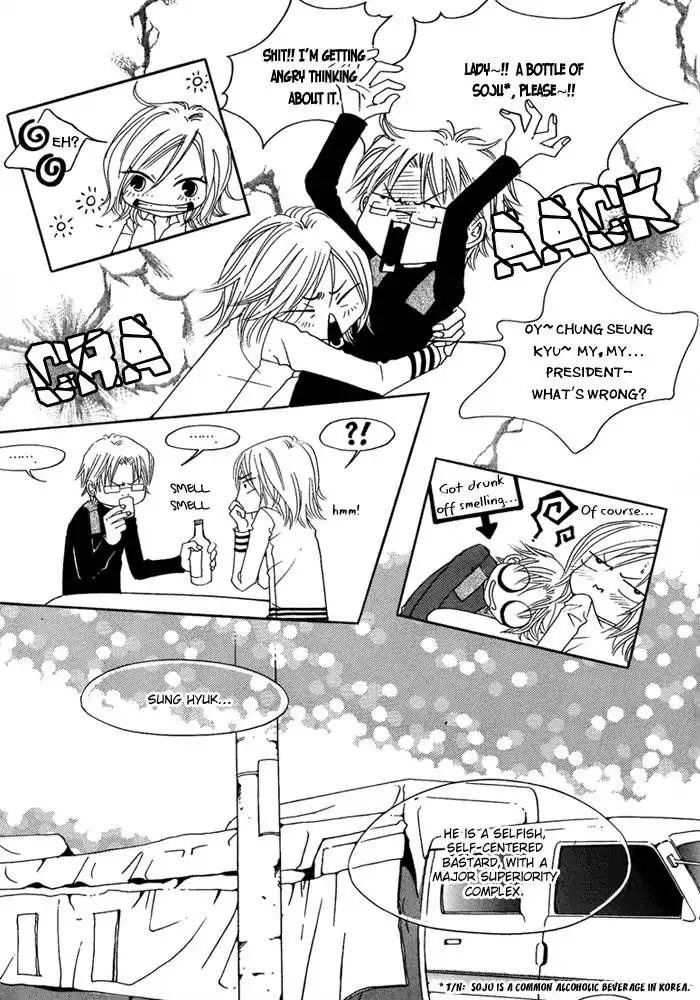 SHIT!! I'M GETTING
ANGRY THINKING
ABOUT IT.
LADY~!! A BOTTLE OF
SOJU*, PLEASE~!!
EH?
AACK
CRA
OY~ CHUNG SEUNG
KYU~ MY, MY...
PRESIDENT-
WHAT'S WRONG?
.......
.......
?!
SMELL
SMELL
hmm!
Got drunk
off smelling...
Of course...
SUNG HYUK...
HE IS A SELFISH,
SELF-CENTERED
BASTARD, WITH A
MAJOR SUPERIORITY
COMPLEX.
* T/N: SOJU IS A COMMON ALCOHOLIC BEVERAGE IN KOREA.